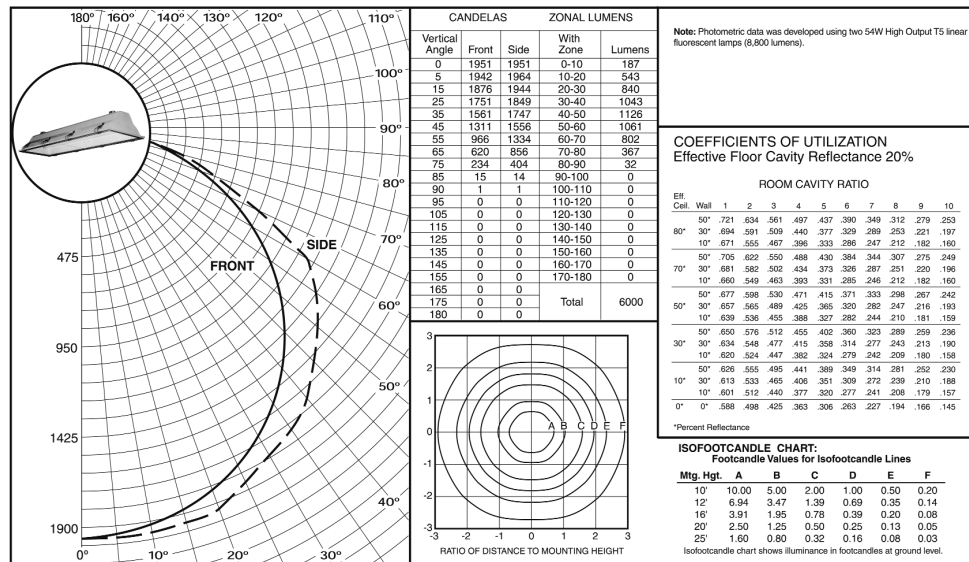 180° 160° 140° 130° 120° 110°
100°
90°
80°
70°
60°
50°
40°
30°
20°
10°
0°
475
950
1425
1900
FRONT
SIDE
CANDELAS ZONAL LUMENS
Vertical Angle Front Side With Zone Lumens
0 1951 1951 0-10 187
5 1942 1964 10-20 543
15 1876 1944 20-30 840
25 1751 1849 30-40 1043
35 1561 1747 40-50 1126
45 1311 1556 50-60 1061
55 966 1334 60-70 802
65 620 856 70-80 367
75 234 404 80-90 32
85 15 14 90-100 0
90 1 1 100-110 0
95 0 0 110-120 0
105 0 0 120-130 0
115 0 0 130-140 0
125 0 0 140-150 0
135 0 0 150-160 0
145 0 0 160-170 0
155 0 0 170-180 0
165 0 0
175 0 0 Total 6000
180 0 0
3
2
1
0
-1
-2
-3
A B C D E F
-3 -2 -1 0 1 2 3
RATIO OF DISTANCE TO MOUNTING HEIGHT
Note: Photometric data was developed using two 54W High Output T5 linear
fluorescent lamps (8,800 lumens).
COEFFICIENTS OF UTILIZATION
Effective Floor Cavity Reflectance 20%
ROOM CAVITY RATIO
Eff.
Ceil. Wall 1 2 3 4 5 6 7 8 9 10
50* .721 .634 .561 .497 .437 .390 .349 .312 .279 .253
80* 30* .694 .591 .509 .440 .377 .329 .289 .253 .221 .197
10* .671 .555 .467 .396 .333 .286 .247 .212 .182 .160
50* .705 .622 .550 .488 .430 .384 .344 .307 .275 .249
70* 30* .681 .582 .502 .434 .373 .326 .287 .251 .220 .196
10* .660 .549 .463 .393 .331 .285 .246 .212 .182 .160
50* .677 .598 .530 .471 .415 .371 .333 .298 .267 .242
50* 30* .657 .565 .489 .425 .365 .320 .282 .247 .216 .193
10* .639 .536 .455 .388 .327 .282 .244 .210 .181 .159
50* .650 .576 .512 .455 .402 .360 .323 .289 .259 .236
30* 30* .634 .548 .477 .415 .358 .314 .277 .243 .213 .190
10* .620 .524 .447 .382 .324 .279 .242 .209 .180 .158
50* .626 .555 .495 .441 .389 .349 .314 .281 .252 .230
10* 30* .613 .533 .465 .406 .351 .309 .272 .239 .210 .188
10* .601 .512 .440 .377 .320 .277 .241 .208 .179 .157
0* 0* .588 .498 .425 .363 .306 .263 .227 .194 .166 .145
*Percent Reflectance
ISOFOOTCANDLE CHART:
Footcandle Values for Isofootcandle Lines
Mtg. Hgt. A B C D E F
10' 10.00 5.00 2.00 1.00 0.50 0.20
12' 6.94 3.47 1.39 0.69 0.35 0.14
16' 3.91 1.95 0.78 0.39 0.20 0.08
20' 2.50 1.25 0.50 0.25 0.13 0.05
25' 1.60 0.80 0.32 0.16 0.08 0.03
Isofootcandle chart shows illuminance in footcandles at ground level.